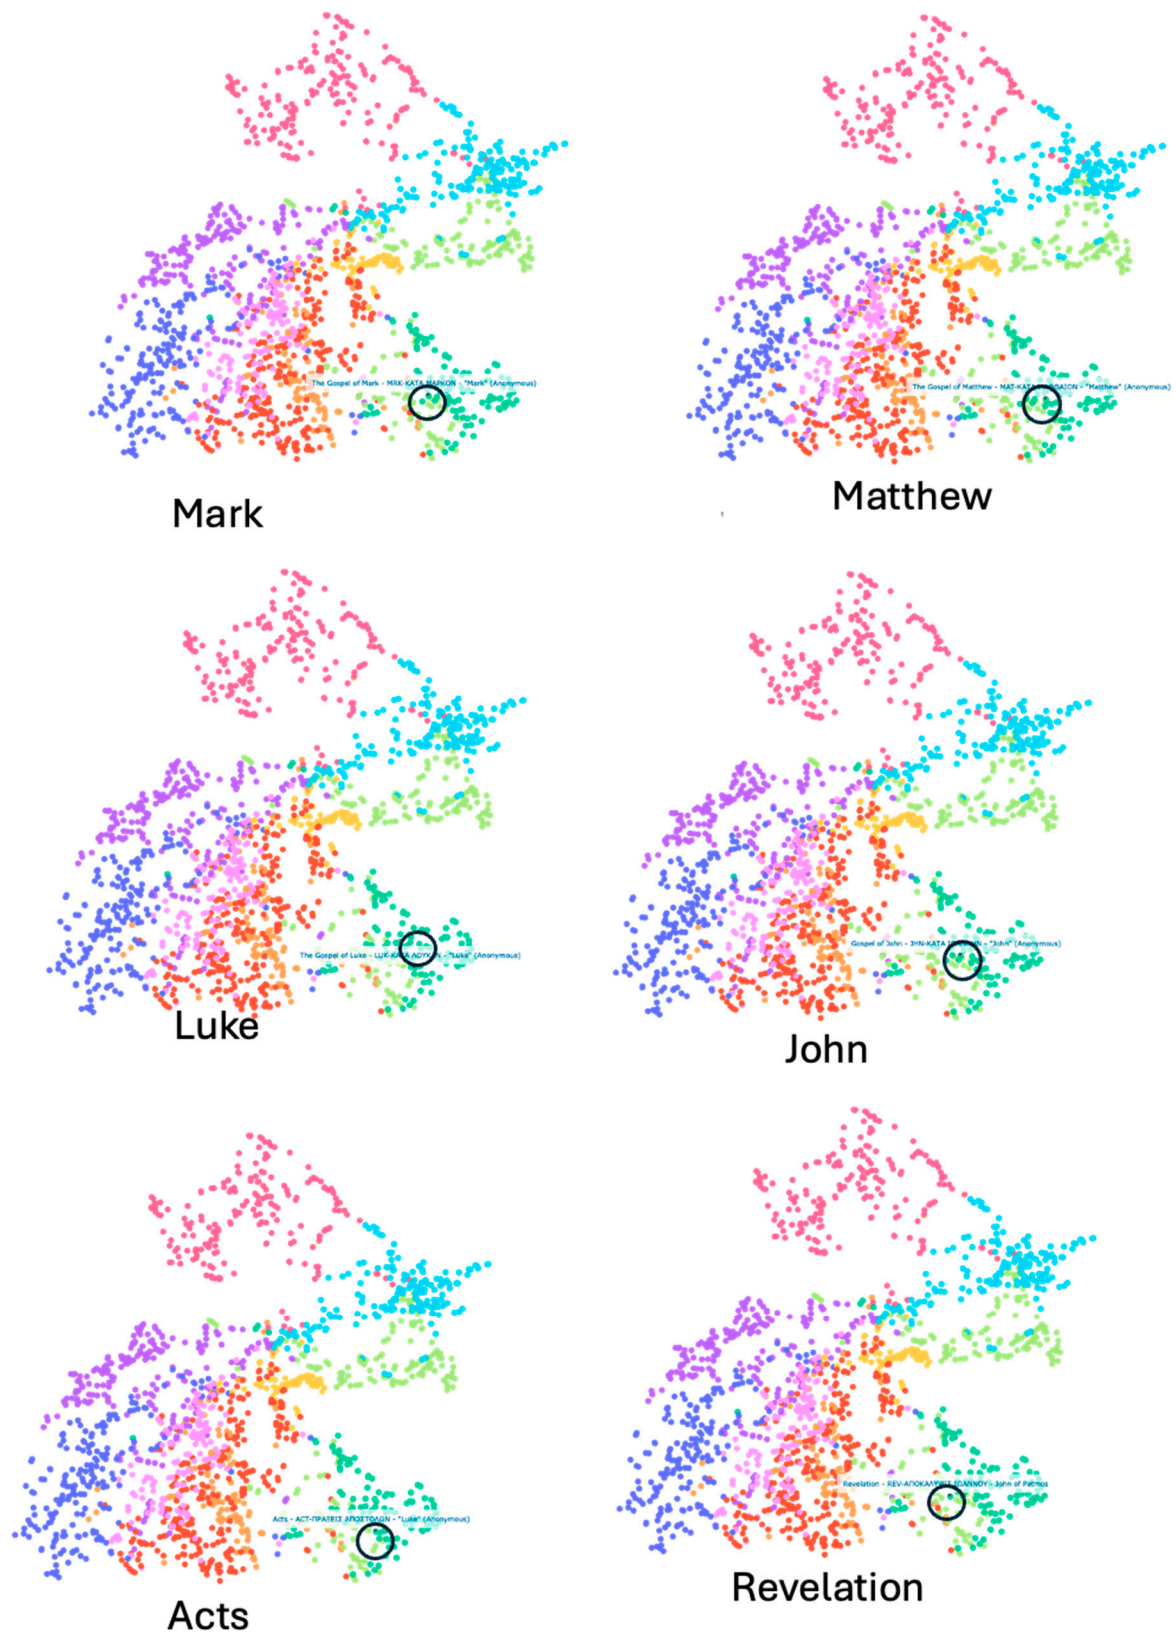 The Gospel of Mark - MRK-ΚΑΤΑ ΜΑΡΚΟΝ - "Mark" (Anonymous)
The Gospel of Matthew - MAT-ΚΑΤΑ - "Matthew" (Anonymous)
Mark
Matthew
The Gospel of Luke - LUK-ΚΑΤΑ ΛΟΥΚΑΝ - "Luke" (Anonymous)
Gospel of John - JHN-ΚΑΤΑ - "John" (Anonymous)
Luke
John
Acts - ACT-ΠΡΑΞΕΙΣ ΑΠΟΣΤΟΛΩΝ - "Luke" (Anonymous)
Revelation - REV-ΑΠΟΚΑΛΥΨΙΣ ΙΩΑΝΝΟΥ - John of Patmos
Acts
Revelation